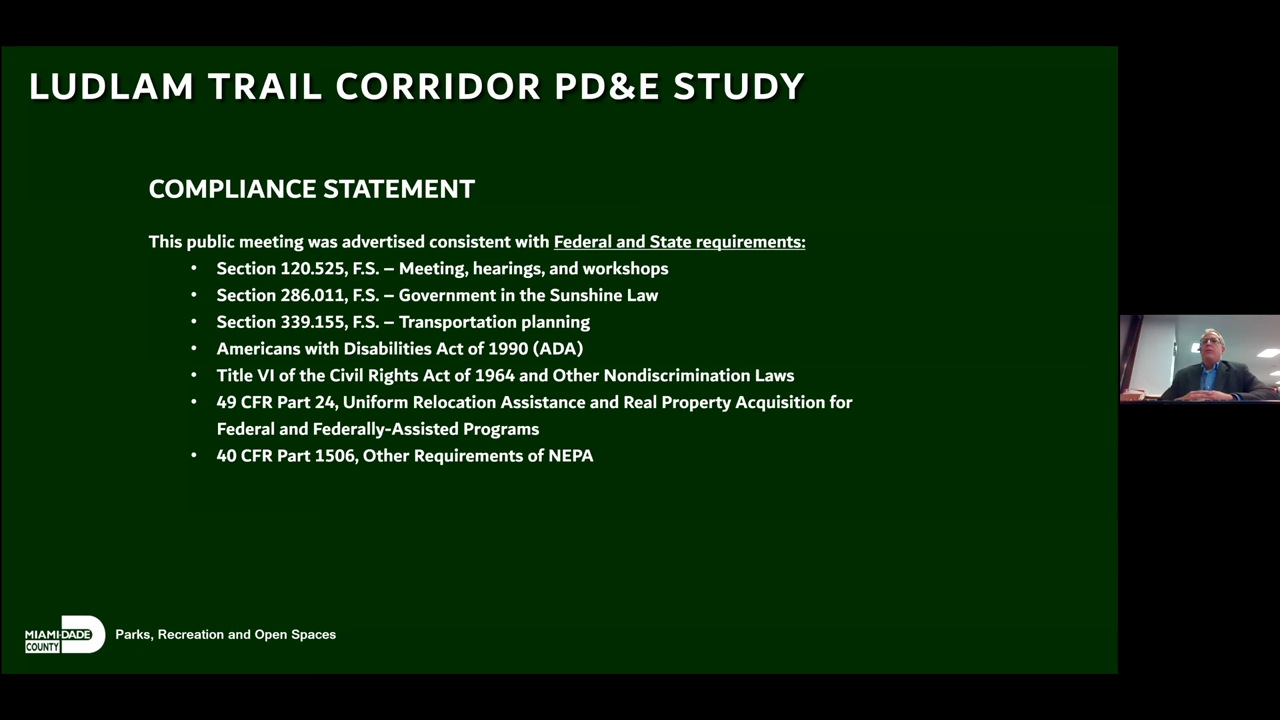 LUDLAM TRAIL CORRIDOR PD&E STUDY
COMPLIANCE STATEMENT
This public meeting was advertised consistent with Federal and State requirements:
• Section 120.525, F.S. – Meeting, hearings, and workshops
• Section 286.011, F.S. – Government in the Sunshine Law
• Section 339.155, F.S. – Transportation planning
• Americans with Disabilities Act of 1990 (ADA)
• Title VI of the Civil Rights Act of 1964 and Other Nondiscrimination Laws
• 49 CFR Part 24, Uniform Relocation Assistance and Real Property Acquisition for
Federal and Federally-Assisted Programs
• 40 CFR Part 1506, Other Requirements of NEPA
MIAMI-DADE
COUNTY
Parks, Recreation and Open Spaces